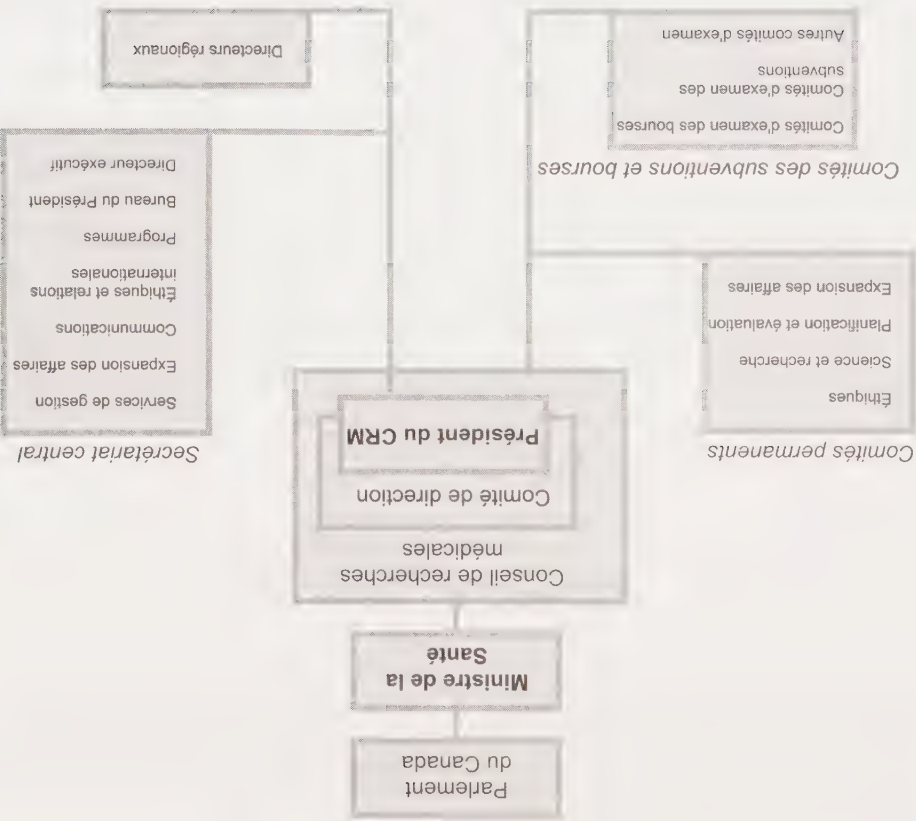 Parlement
du Canada
Ministre de la
Santé
Conseil de recherches
médicales
Comité de direction
Président du CRM
Comités permanents
Éthiques
Science et recherche
Planification et évaluation
Expansion des affaires
Secrétariat central
Services de gestion
Expansion des affaires
Communications
Éthiques et relations
internationales
Programmes
Bureau du Président
Directeur exécutif
Comités des subventions et bourses
Comités d'examen des bourses
Comités d'examen des
subventions
Autres comités d'examen
Directeurs régionaux